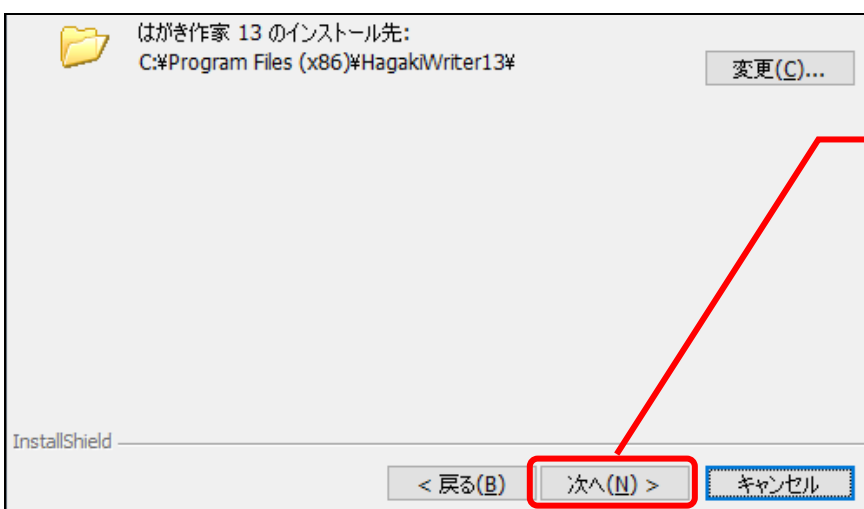 はがき作家 13 のインストール先:
C:¥Program Files (x86)¥HagakiWriter13¥
変更(C)...
InstallShield
< 戻る(B)
次へ(N) >
キャンセル